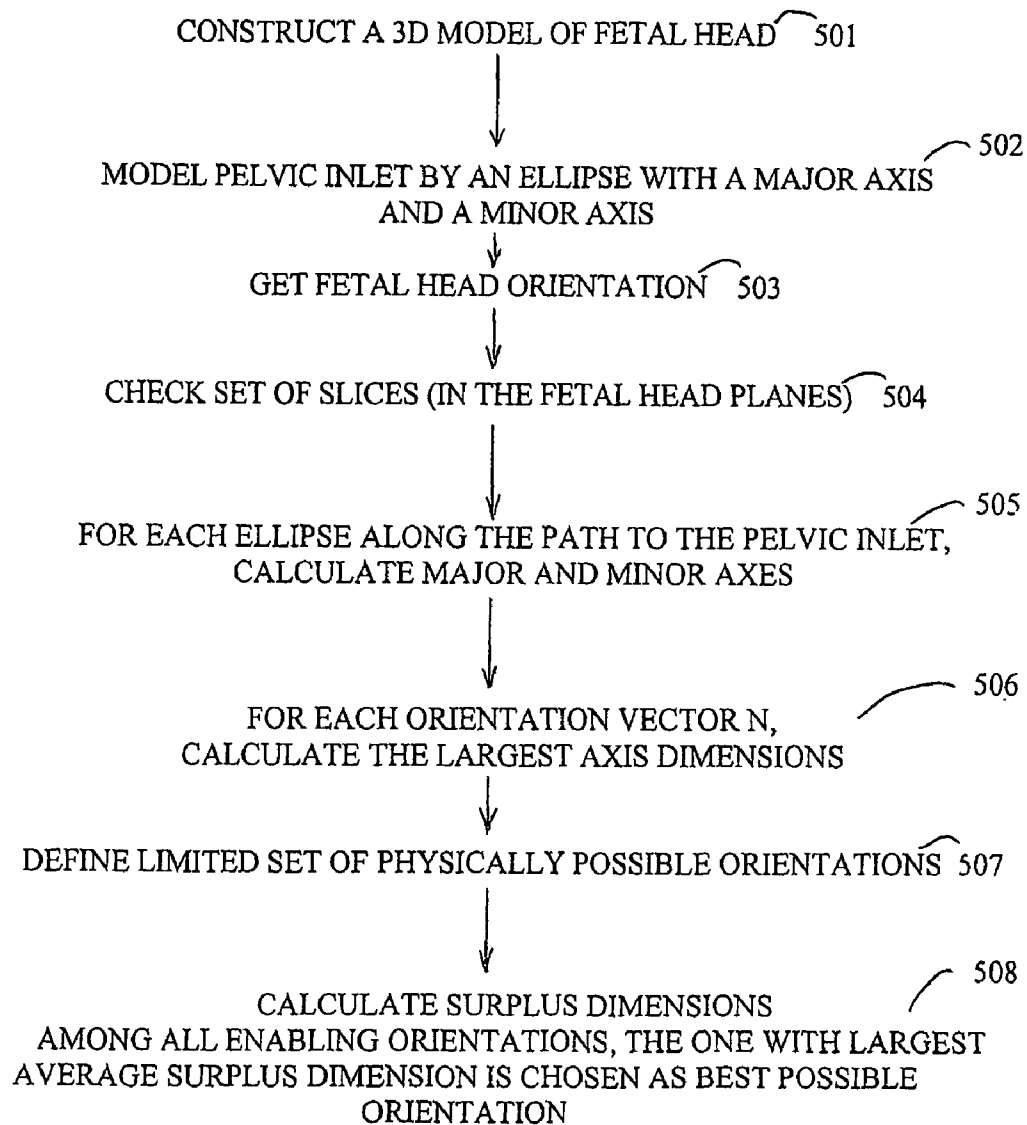 CONSTRUCT A 3D MODEL OF FETAL HEAD 501
502
MODEL PELVIC INLET BY AN ELLIPSE WITH A MAJOR AXIS
AND A MINOR AXIS
GET FETAL HEAD ORIENTATION 503
CHECK SET OF SLICES (IN THE FETAL HEAD PLANES) 504
505
FOR EACH ELLIPSE ALONG THE PATH TO THE PELVIC INLET,
CALCULATE MAJOR AND MINOR AXES
506
FOR EACH ORIENTATION VECTOR N,
CALCULATE THE LARGEST AXIS DIMENSIONS
DEFINE LIMITED SET OF PHYSICALLY POSSIBLE ORIENTATIONS 507
508
CALCULATE SURPLUS DIMENSIONS
AMONG ALL ENABLING ORIENTATIONS, THE ONE WITH LARGEST
AVERAGE SURPLUS DIMENSION IS CHOSEN AS BEST POSSIBLE
ORIENTATION